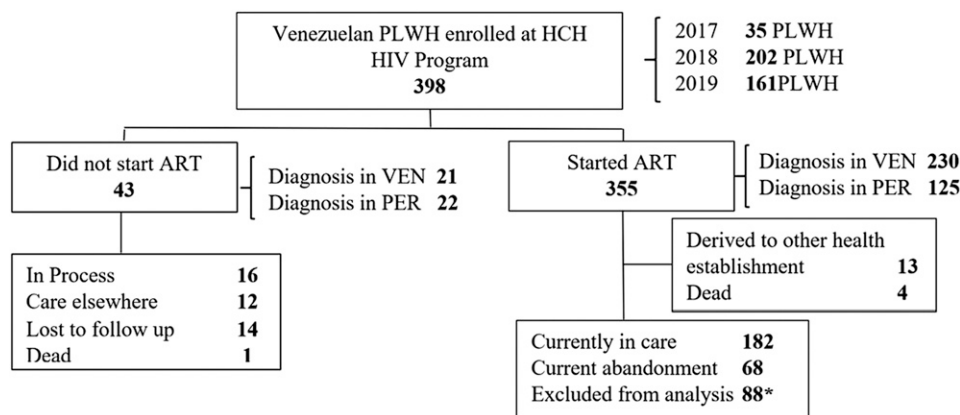 Venezuelan PLWH enrolled at HCH
HIV Program
398
2017 35 PLWH
2018 202 PLWH
2019 161PLWH
Did not start ART
43
Diagnosis in VEN 21
Diagnosis in PER 22
Started ART
355
Diagnosis in VEN 230
Diagnosis in PER 125
In Process 16
Care elsewhere 12
Lost to follow up 14
Dead 1
Derived to other health
establishment 13
Dead 4
Currently in care 182
Current abandonment 68
Excluded from analysis 88*